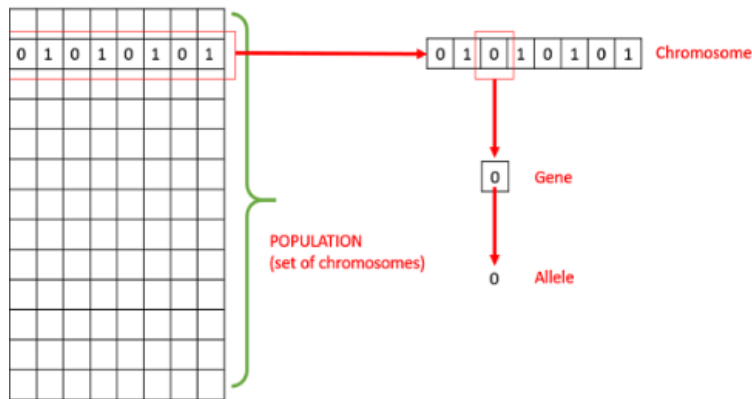 0 1 0 1 0 1 0 1
0 1 0 1 0 1 0 1 Chromosome
0 Gene
POPULATION
(set of chromosomes)
0 Allele